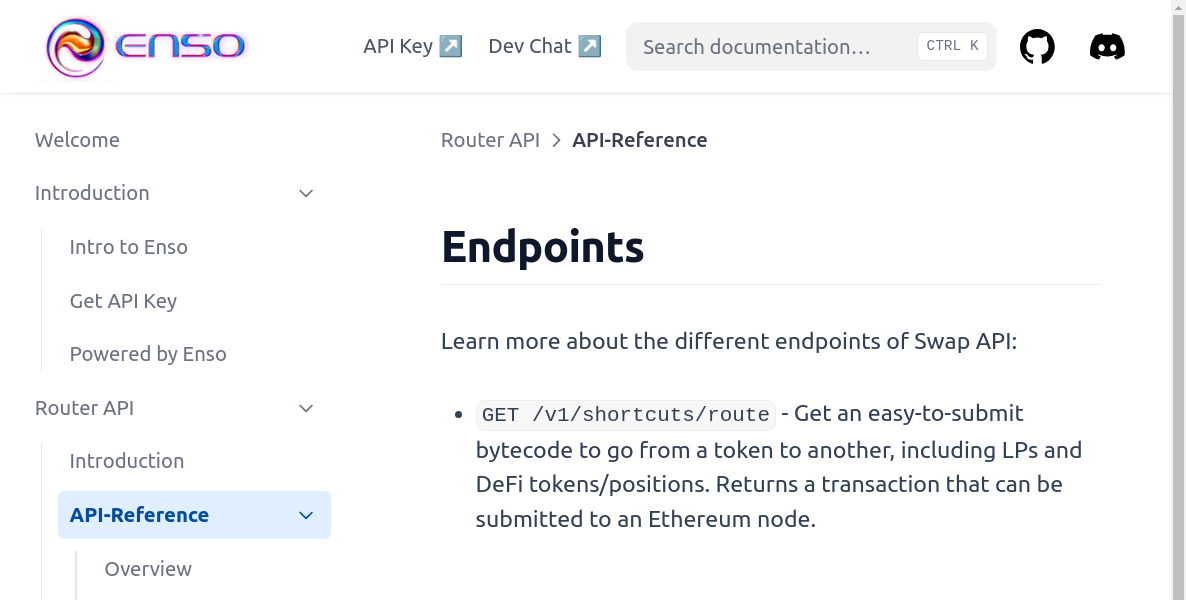 ENSO
API Key ↗
Dev Chat ↗
Search documentation…
CTRL K
Welcome
Introduction
Intro to Enso
Get API Key
Powered by Enso
Router API
Introduction
API-Reference
Overview
Router API > API-Reference
Endpoints
Learn more about the different endpoints of Swap API:
• GET /v1/shortcuts/route - Get an easy-to-submit
bytecode to go from a token to another, including LPs and
DeFi tokens/positions. Returns a transaction that can be
submitted to an Ethereum node.